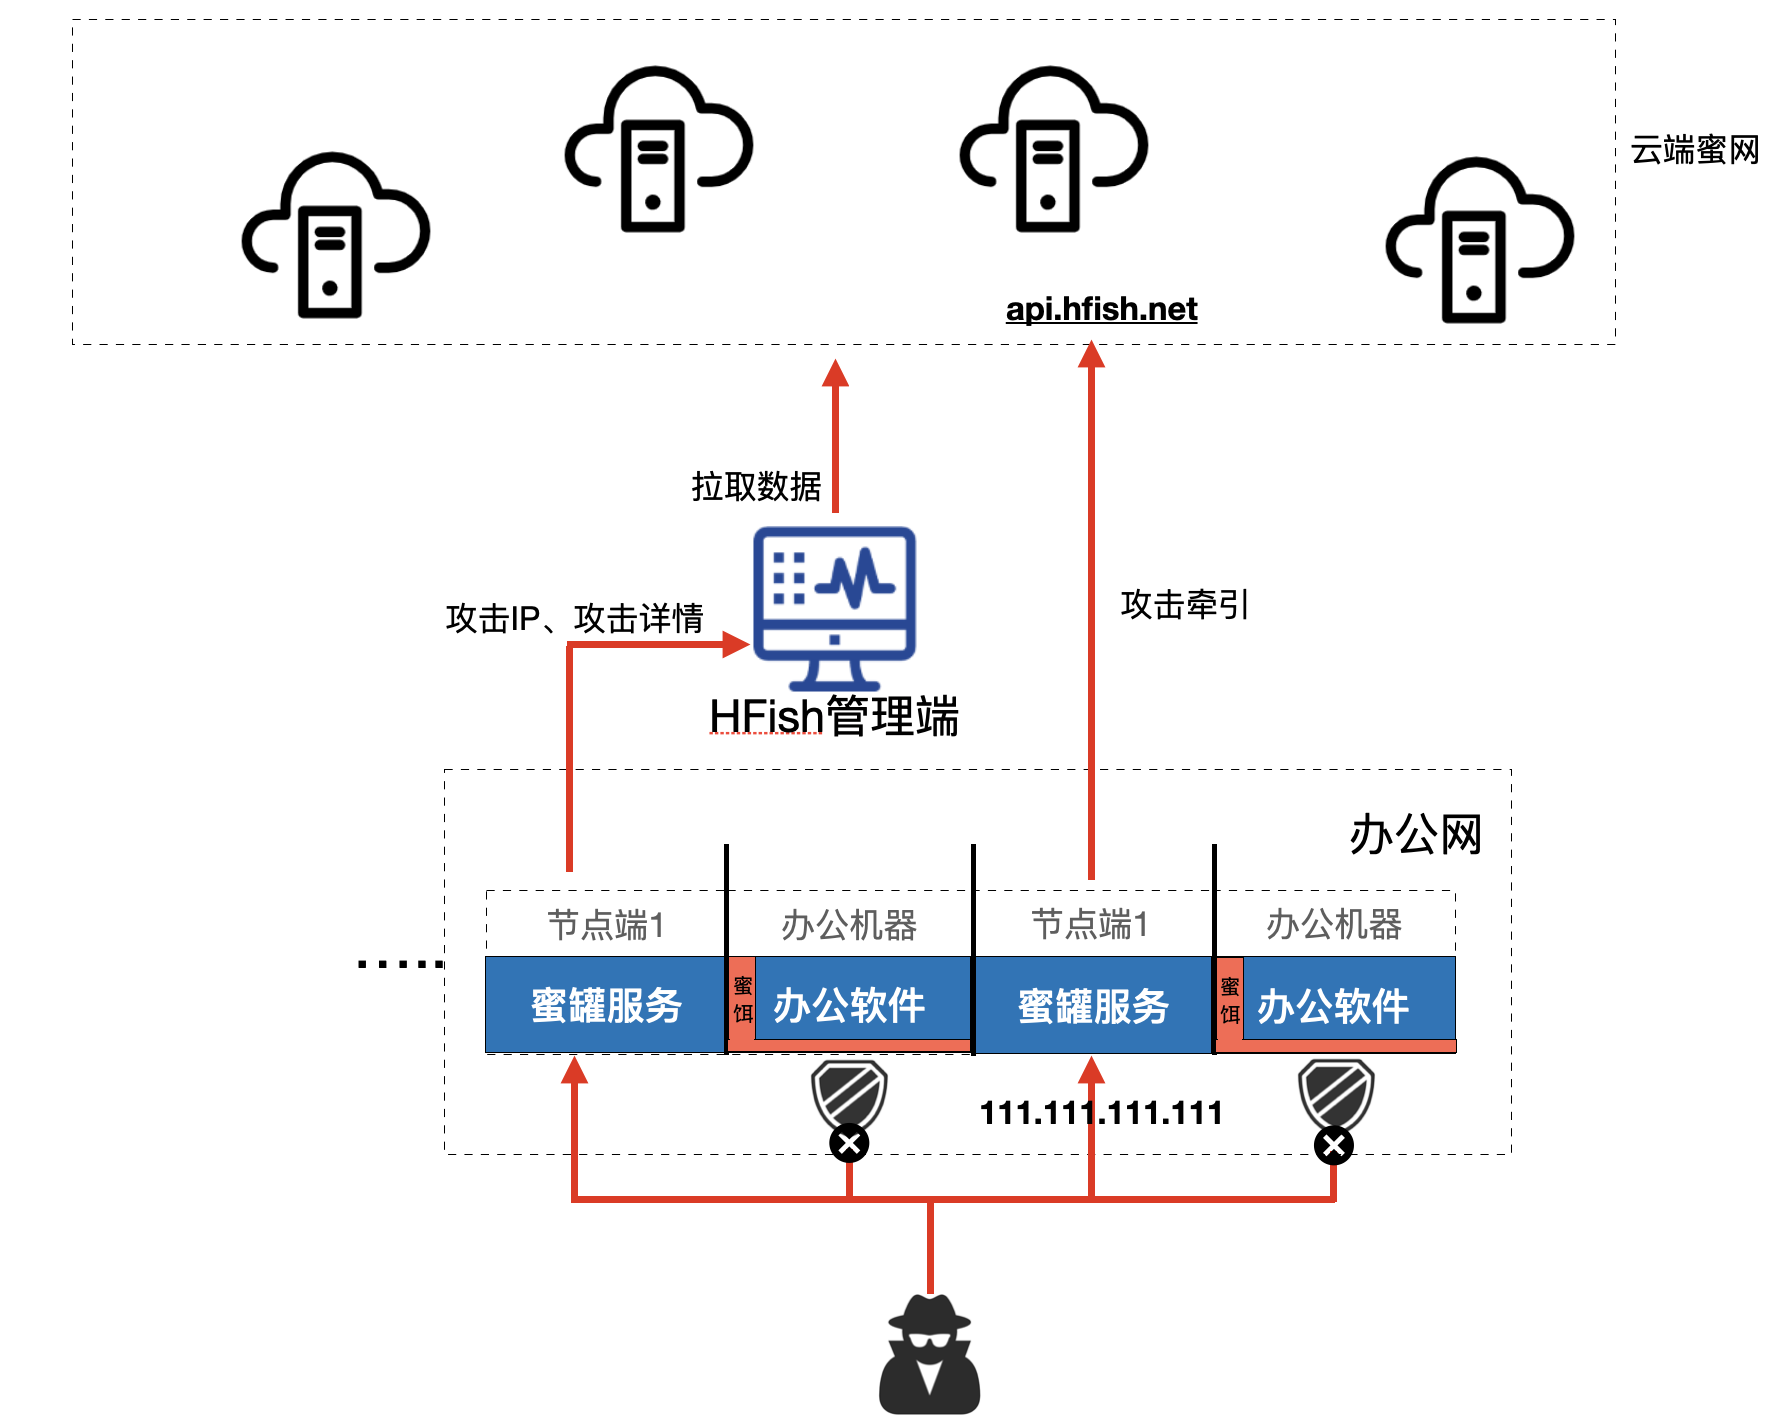 云端蜜网
api.hfish.net
拉取数据
攻击IP、攻击详情
攻击牵引
HFish管理端
办公网
节点端1
办公机器
节点端1
办公机器
·····
蜜罐服务
蜜
饵
办公软件
蜜罐服务
蜜
饵
办公软件
111.111.111.111